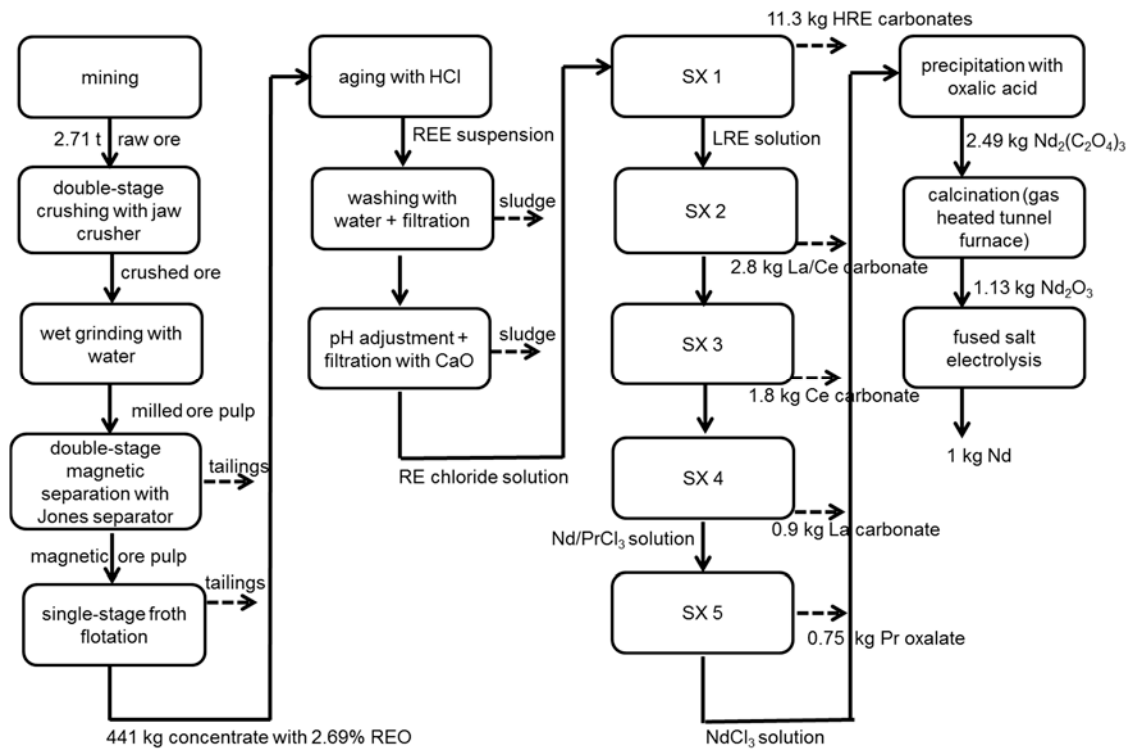 mining
2.71 t raw ore
double-stage
crushing with jaw
crusher
crushed ore
wet grinding with
water
milled ore pulp
double-stage
magnetic
separation with
Jones separator
tailings
magnetic ore pulp
single-stage froth
flotation
tailings
441 kg concentrate with 2.69% REO
aging with HCl
REE suspension
washing with
water + filtration
sludge
pH adjustment +
filtration with CaO
sludge
RE chloride solution
SX 1
11.3 kg HRE carbonates
LRE solution
SX 2
2.8 kg La/Ce carbonate
SX 3
1.8 kg Ce carbonate
SX 4
0.9 kg La carbonate
Nd/PrCl₃ solution
SX 5
0.75 kg Pr oxalate
NdCl₃ solution
precipitation with
oxalic acid
2.49 kg Nd₂(C₂O₄)₃
calcination (gas
heated tunnel
furnace)
1.13 kg Nd₂O₃
fused salt
electrolysis
1 kg Nd